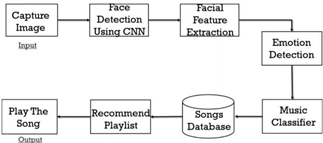 Capture
Image
Input
Face
Detection
Using CNN
Facial
Feature
Extraction
Emotion
Detection
Music
Classifier
Songs
Database
Recommend
Playlist
Play The
Song
Output